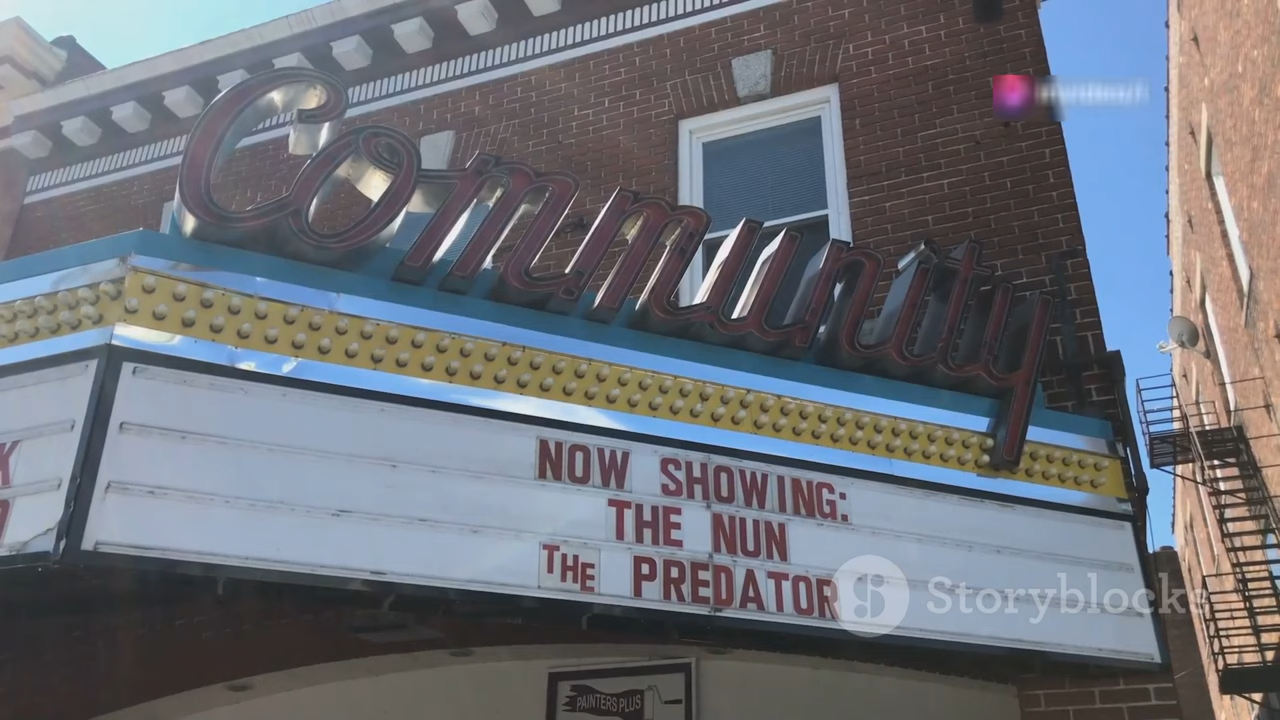 Community
NOW SHOWING:
THE NUN
THE PREDATOR
K
Storyblocks
PAINTERS PLUS